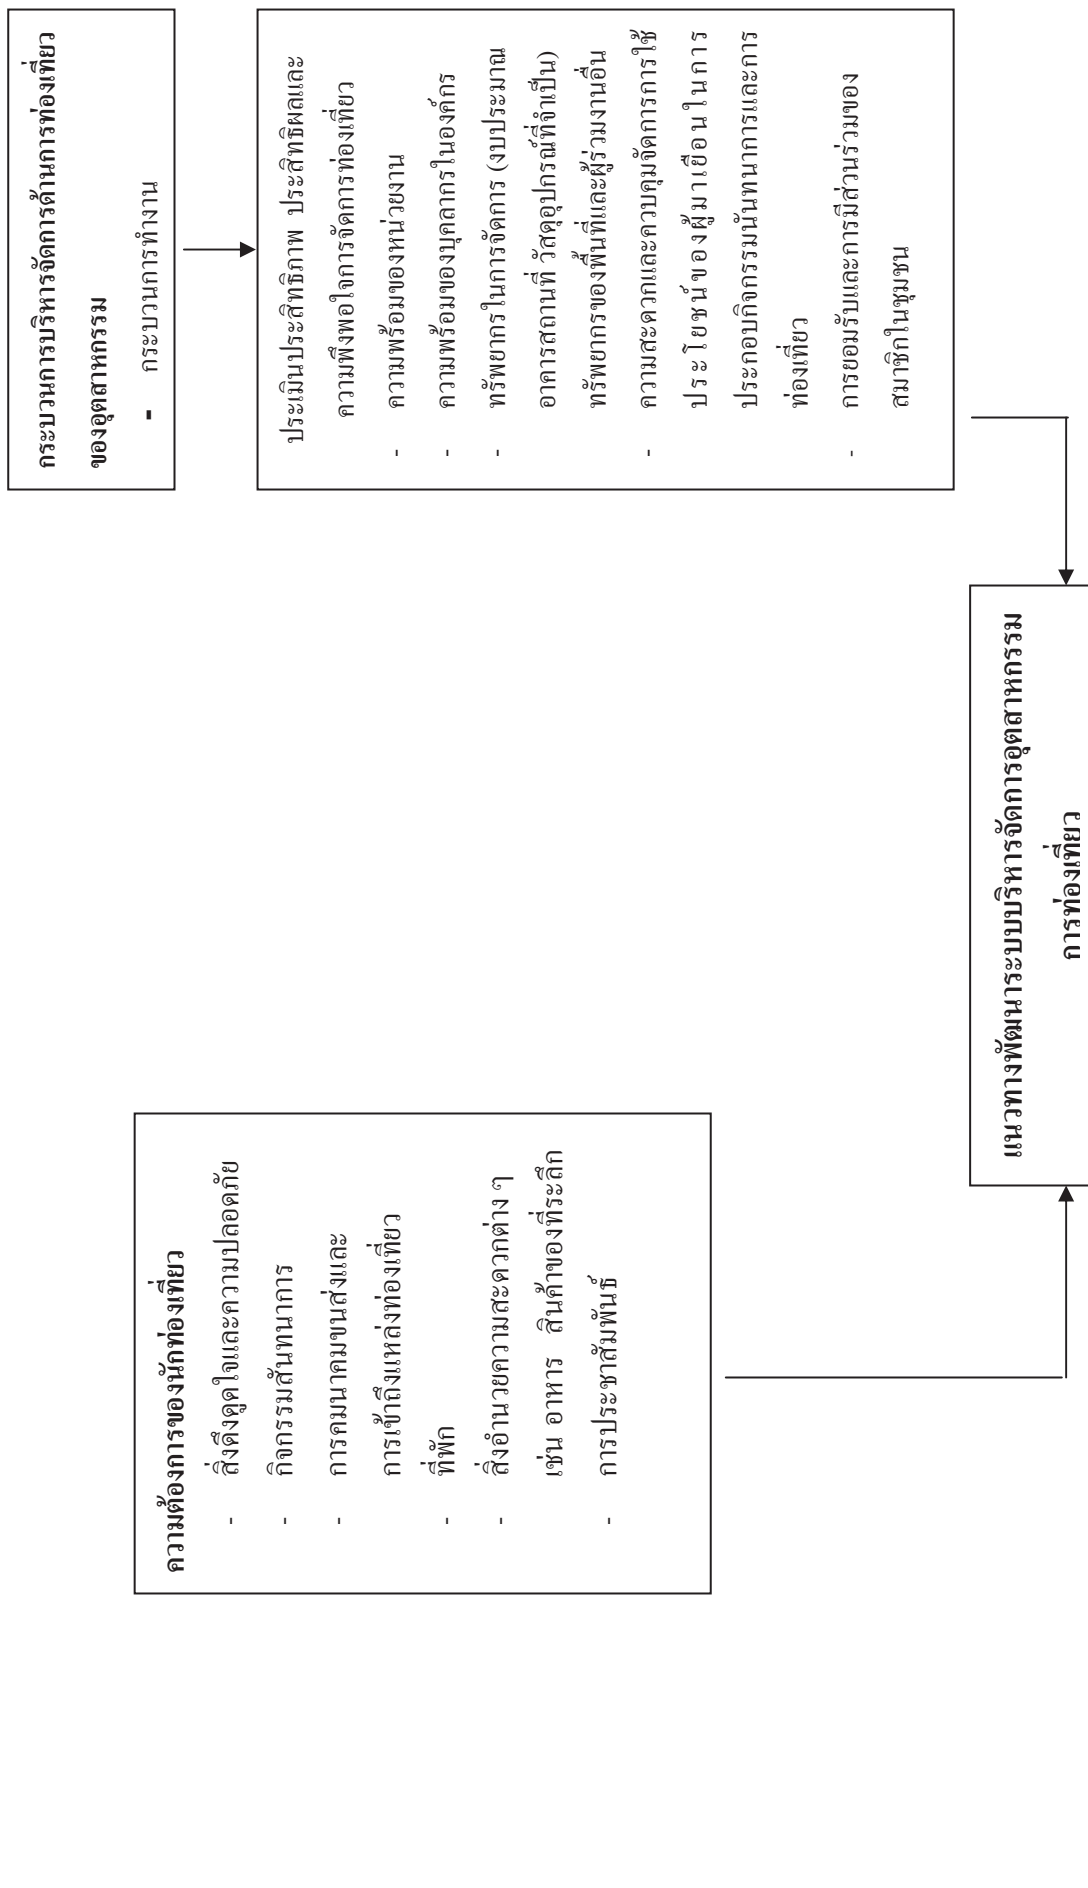 กระบวนการบริหารจัดการด้านการท่องเที่ยว
ของอุตสาหกรรม
- กระบวนการทำงาน
ประเมินประสิทธิภาพ ประสิทธิผลและ
ความพึงพอใจการจัดการท่องเที่ยว
- ความพร้อมของหน่วยงาน
- ความพร้อมของบุคลากรในองค์กร
- ทรัพยากรในการจัดการ (งบประมาณ
อาคารสถานที่ วัสดุอุปกรณ์ที่จำเป็น)
ทรัพยากรของพื้นที่และผู้ร่วมงานอื่น
- ความสะดวกและควบคุมจัดการการใช้
ประโยชน์ของผู้มาเยือนในการ
ประกอบกิจกรรมนันทนาการและการ
ท่องเที่ยว
- การยอมรับและการมีส่วนร่วมของ
สมาชิกในชุมชน
ความต้องการของนักท่องเที่ยว
- สิ่งดึงดูดใจและความปลอดภัย
- กิจกรรมสันทนาการ
- การคมนาคมขนส่งและ
การเข้าถึงแหล่งท่องเที่ยว
- ที่พัก
- สิ่งอำนวยความสะดวกต่าง ๆ
เช่น อาหาร สินค้าของที่ระลึก
- การประชาสัมพันธ์
แนวทางพัฒนาระบบบริหารจัดการอุตสาหกรรม
การท่องเที่ยว